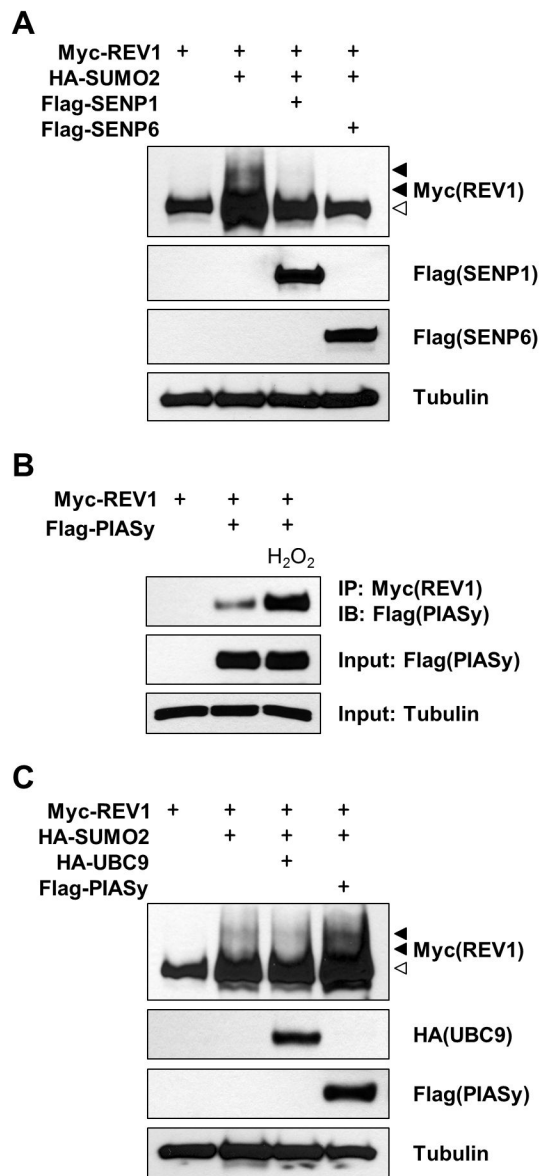 A
Myc-REV1 + + + +
HA-SUMO2 + + +
Flag-SENP1 +
Flag-SENP6 +
Myc(REV1)
Flag(SENP1)
Flag(SENP6)
Tubulin
B
Myc-REV1 + + +
Flag-PIASy + +
H₂O₂
IP: Myc(REV1)
IB: Flag(PIASy)
Input: Flag(PIASy)
Input: Tubulin
C
Myc-REV1 + + + +
HA-SUMO2 + + +
HA-UBC9 +
Flag-PIASy +
Myc(REV1)
HA(UBC9)
Flag(PIASy)
Tubulin